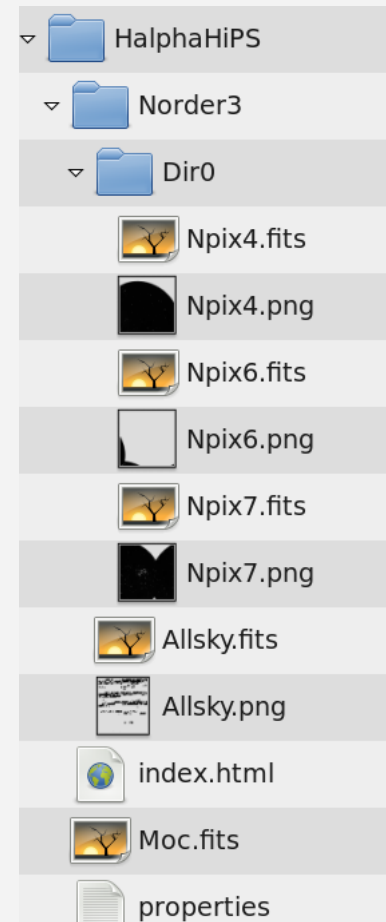 HalphaHiPS
Norder3
Dir0
Npix4.fits
Npix4.png
Npix6.fits
Npix6.png
Npix7.fits
Npix7.png
Allsky.fits
Allsky.png
index.html
Moc.fits
properties